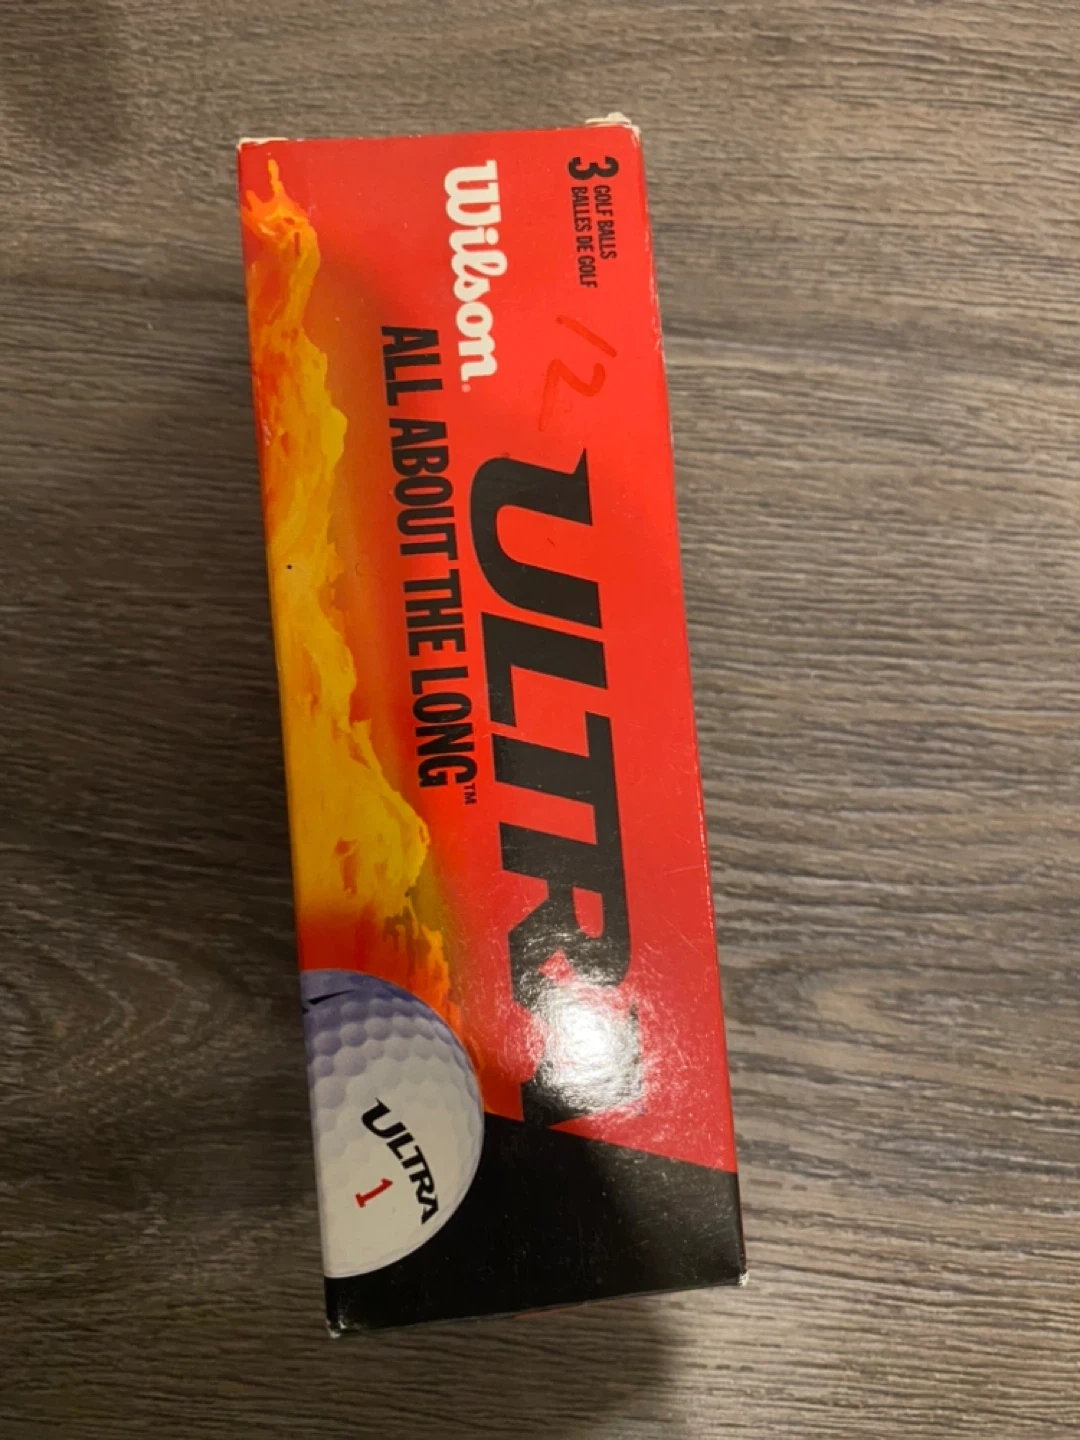 3 GOLF BALLS
BALLES DE GOLF
12
Wilson®
ULTRA
ALL ABOUT THE LONG™
ULTRA
1